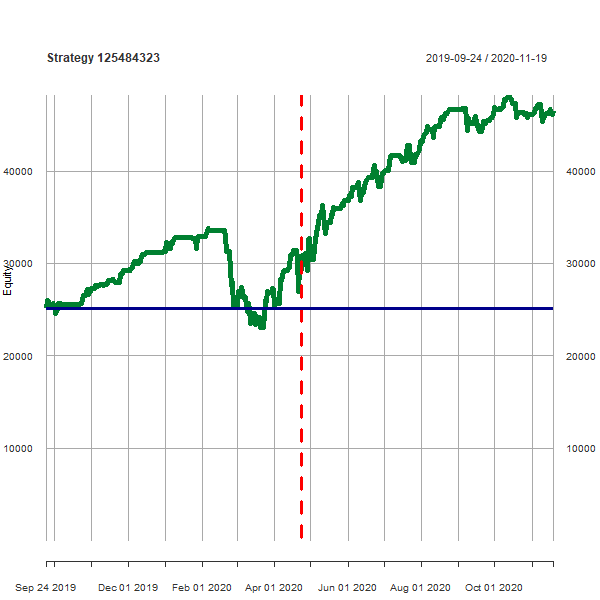 Strategy 125484323
2019-09-24 / 2020-11-19
40000
40000
Equity
30000
30000
20000
20000
10000
10000
Sep 24 2019
Dec 01 2019
Feb 01 2020
Apr 01 2020
Jun 01 2020
Aug 01 2020
Oct 01 2020